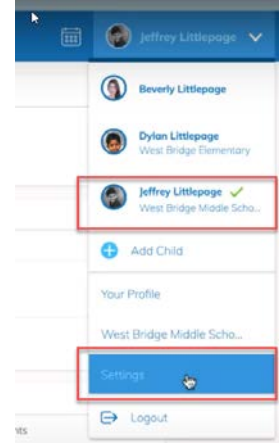 Jeffrey Littlepage
Beverly Littlepage
Dylan Littlepage
West Bridge Elementary
Jeffrey Littlepage
West Bridge Middle Scho...
Add Child
Your Profile
West Bridge Middle Scho...
Settings
nts
Logout